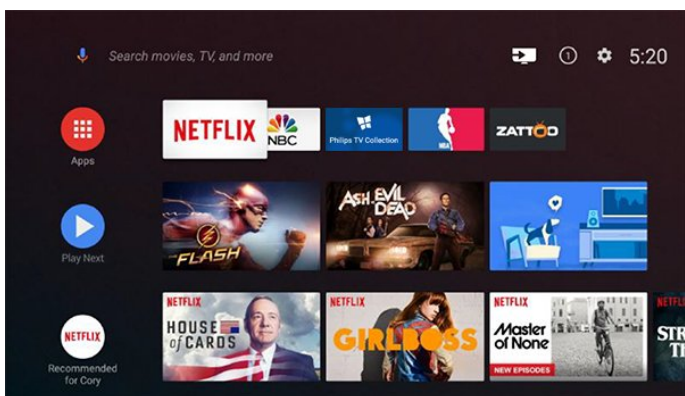 Search movies, TV, and more
1
5:20
Apps
NETFLIX
NBC
Philips TV Collection
NBA
ZATTOO
Play Next
FLASH
ASH VS EVIL DEAD
NETFLIX
Recommended
for Cory
NETFLIX
HOUSE
of CARDS
NETFLIX
GIRLBOSS
NETFLIX
Master
of None
NEW EPISODES
NETFLIX